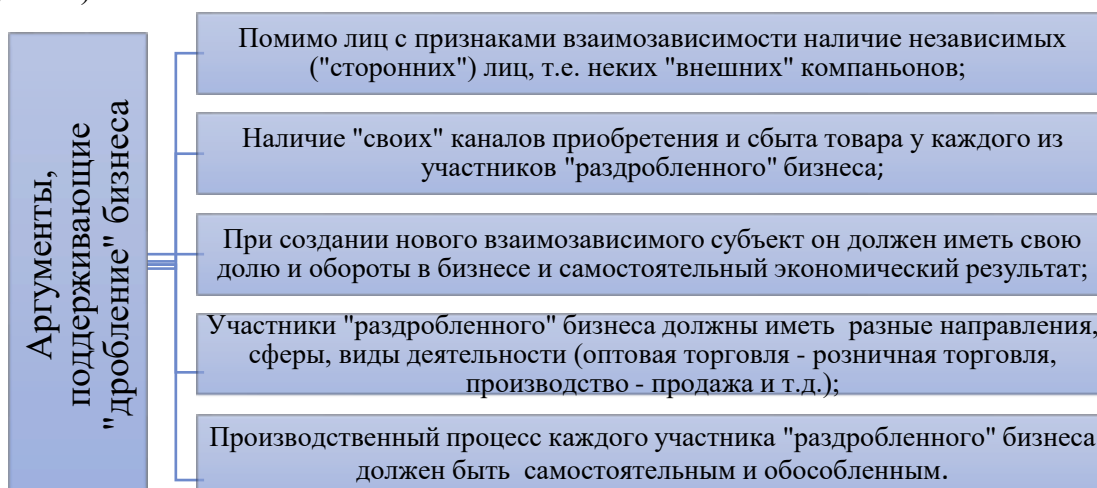 Аргументы,
поддерживающие
"дробление" бизнеса
Помимо лиц с признаками взаимозависимости наличие независимых
("сторонних") лиц, т.е. неких "внешних" компаньонов;
Наличие "своих" каналов приобретения и сбыта товара у каждого из
участников "раздробленного" бизнеса;
При создании нового взаимозависимого субъект он должен иметь свою
долю и обороты в бизнесе и самостоятельный экономический результат;
Участники "раздробленного" бизнеса должны иметь разные направления,
сферы, виды деятельности (оптовая торговля - розничная торговля,
производство - продажа и т.д.);
Производственный процесс каждого участника "раздробленного" бизнеса
должен быть самостоятельным и обособленным.